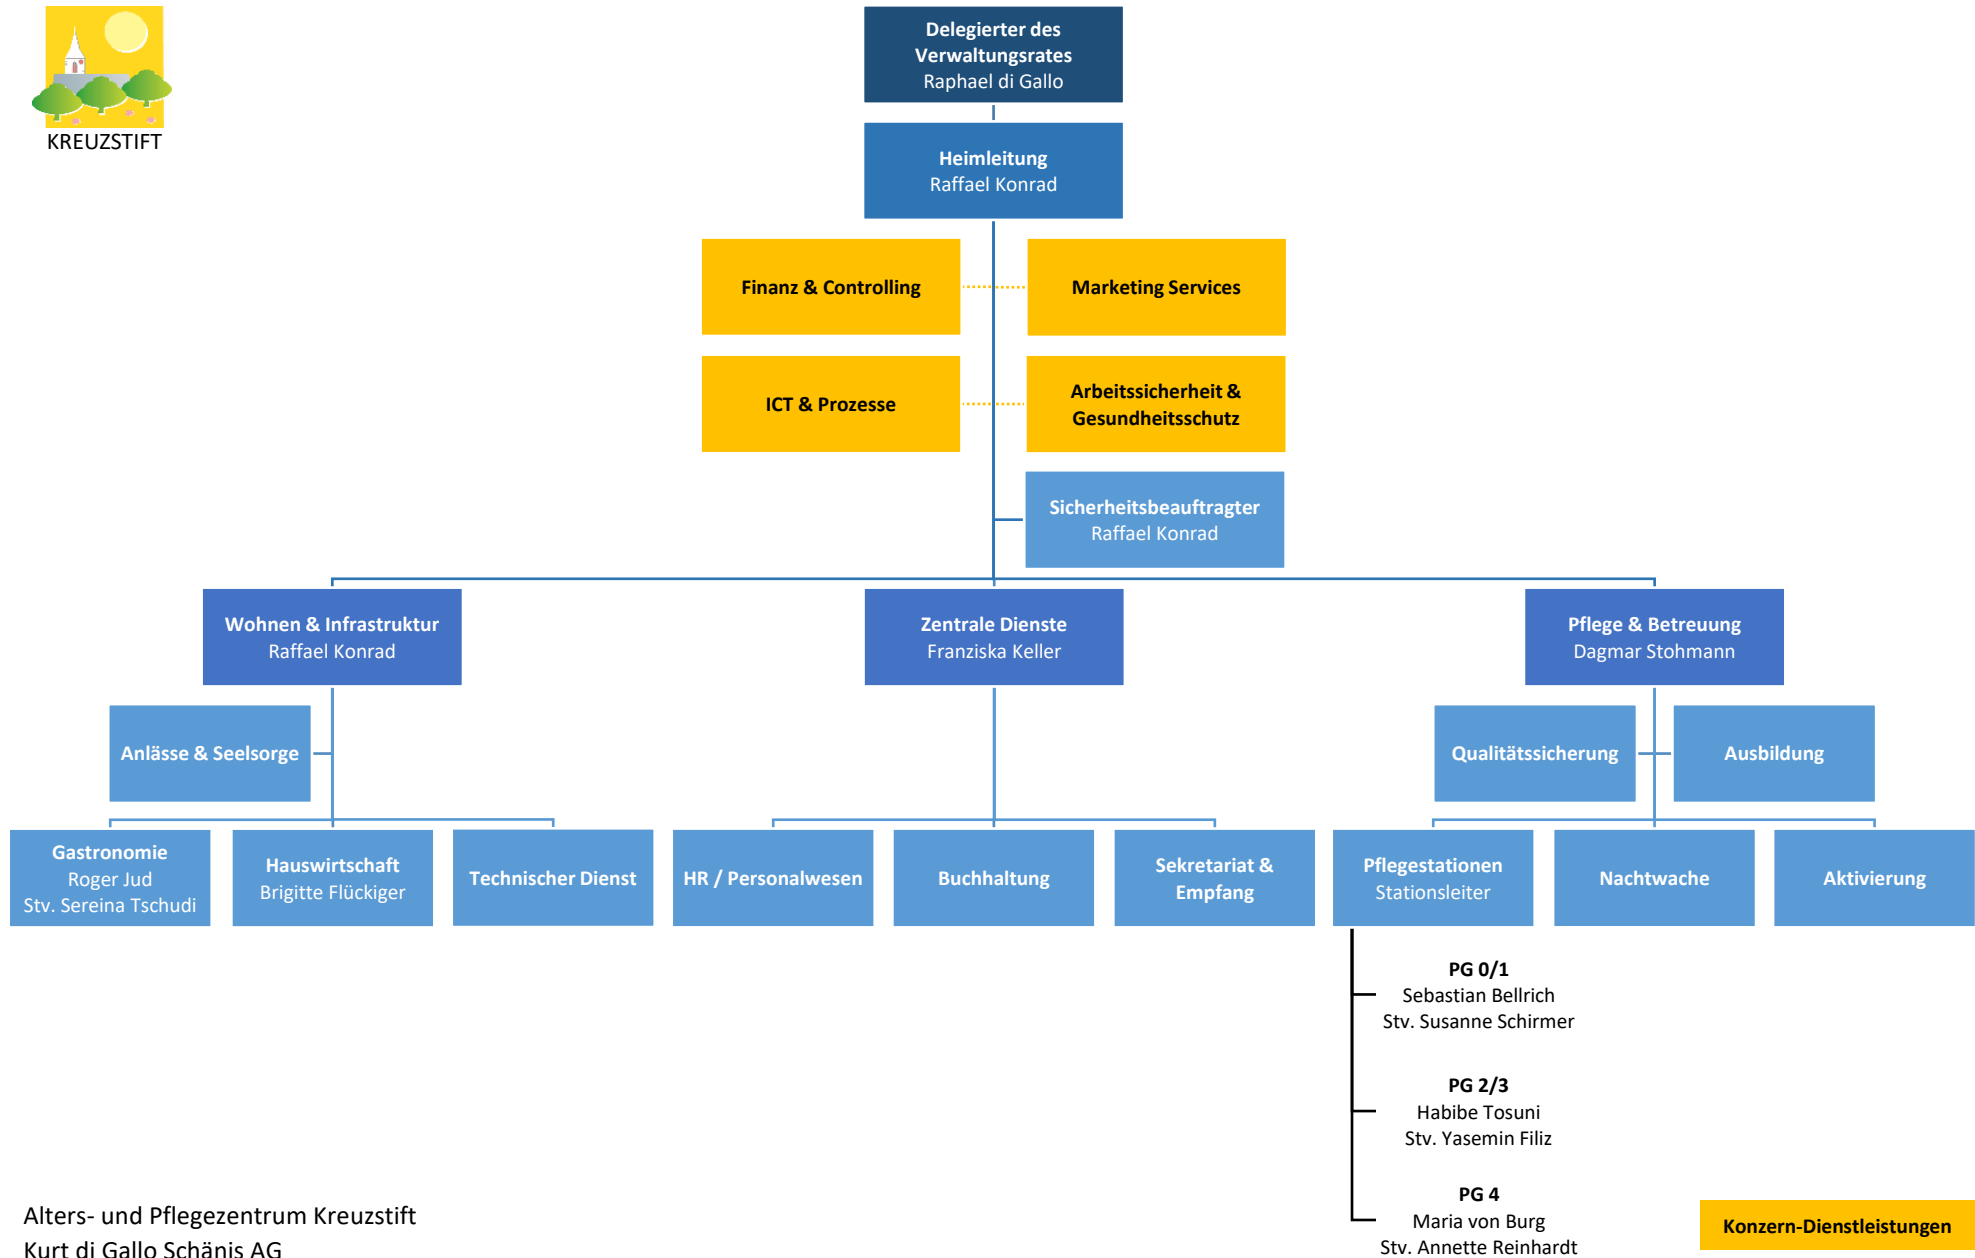 KREUZSTIFT
Delegierter des
Verwaltungsrates
Raphael di Gallo
Heimleitung
Raffael Konrad
Finanz & Controlling
Marketing Services
ICT & Prozesse
Arbeitssicherheit &
Gesundheitsschutz
Sicherheitsbeauftragter
Raffael Konrad
Wohnen & Infrastruktur
Raffael Konrad
Zentrale Dienste
Franziska Keller
Pflege & Betreuung
Dagmar Stohmann
Anlässe & Seelsorge
Qualitätssicherung
Ausbildung
Gastronomie
Roger Jud
Stv. Sereina Tschudi
Hauswirtschaft
Brigitte Flückiger
Technischer Dienst
HR / Personalwesen
Buchhaltung
Sekretariat &
Empfang
Pflegestationen
Stationsleiter
Nachtwache
Aktivierung
PG 0/1
Sebastian Bellrich
Stv. Susanne Schirmer
PG 2/3
Habibe Tosuni
Stv. Yasemin Filiz
PG 4
Maria von Burg
Stv. Annette Reinhardt
Alters- und Pflegezentrum Kreuzstift
Kurt di Gallo Schänis AG
Konzern-Dienstleistungen